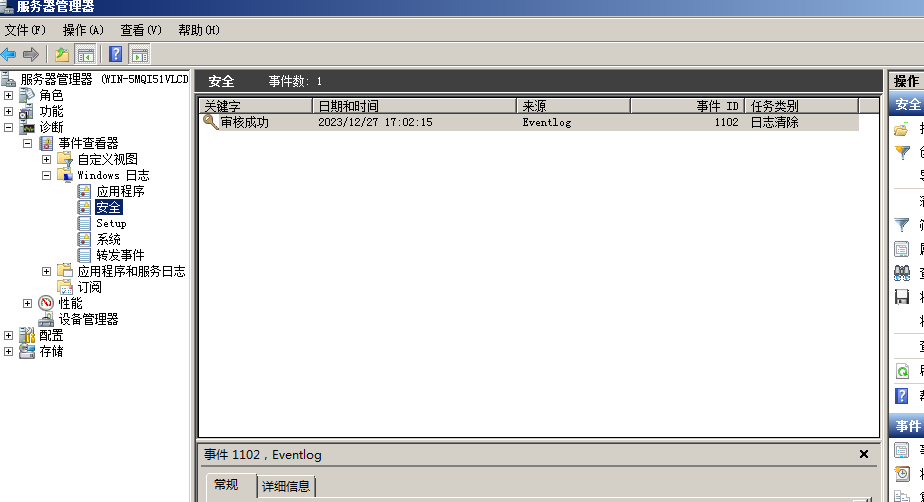 服务器管理器
文件(F) 操作(A) 查看(V) 帮助(H)
服务器管理器 (WIN-5MQI51VLCD
角色
功能
诊断
事件查看器
自定义视图
Windows 日志
应用程序
安全
Setup
系统
转发事件
应用程序和服务日志
订阅
性能
设备管理器
配置
存储
安全 事件数: 1
关键字 日期和时间 来源 事件 ID 任务类别
审核成功 2023/12/27 17:02:15 Eventlog 1102 日志清除
事件 1102，Eventlog
常规 详细信息
操作
安全
事件